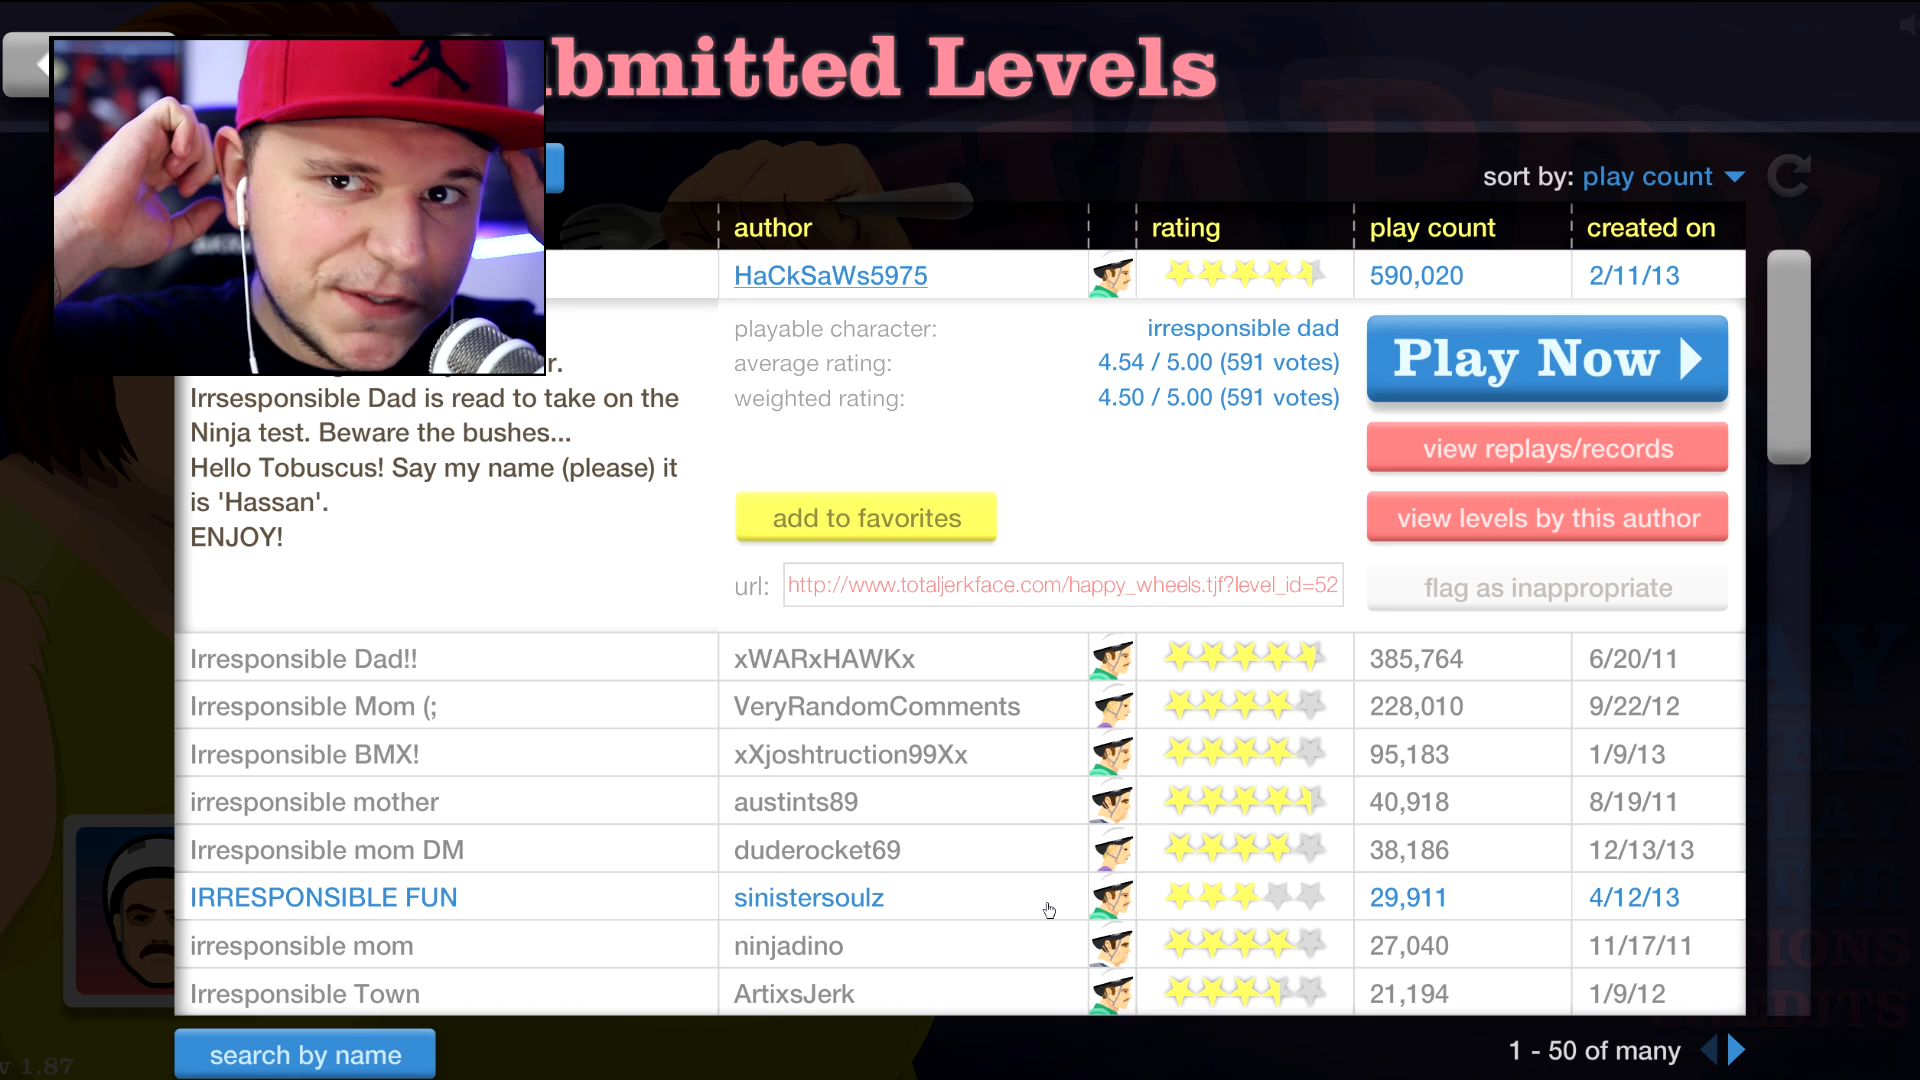 bmitted Levels
sort by: play count
author rating play count created on
HaCkSaWs5975 590,020 2/11/13
r.
Irrsesponsible Dad is read to take on the
Ninja test. Beware the bushes...
Hello Tobuscus! Say my name (please) it
is 'Hassan'.
ENJOY!
playable character: irresponsible dad
average rating: 4.54 / 5.00 (591 votes)
weighted rating: 4.50 / 5.00 (591 votes)
add to favorites
url: http://www.totaljerkface.com/happy_wheels.tjf?level_id=52
Play Now
view replays/records
view levels by this author
flag as inappropriate
Irresponsible Dad!! xWARxHAWKx 385,764 6/20/11
Irresponsible Mom (; VeryRandomComments 228,010 9/22/12
Irresponsible BMX! xXjoshtruction99Xx 95,183 1/9/13
irresponsible mother austints89 40,918 8/19/11
Irresponsible mom DM duderocket69 38,186 12/13/13
IRRESPONSIBLE FUN sinistersoulz 29,911 4/12/13
irresponsible mom ninjadino 27,040 11/17/11
Irresponsible Town ArtixsJerk 21,194 1/9/12
search by name
1 - 50 of many
v 1.87